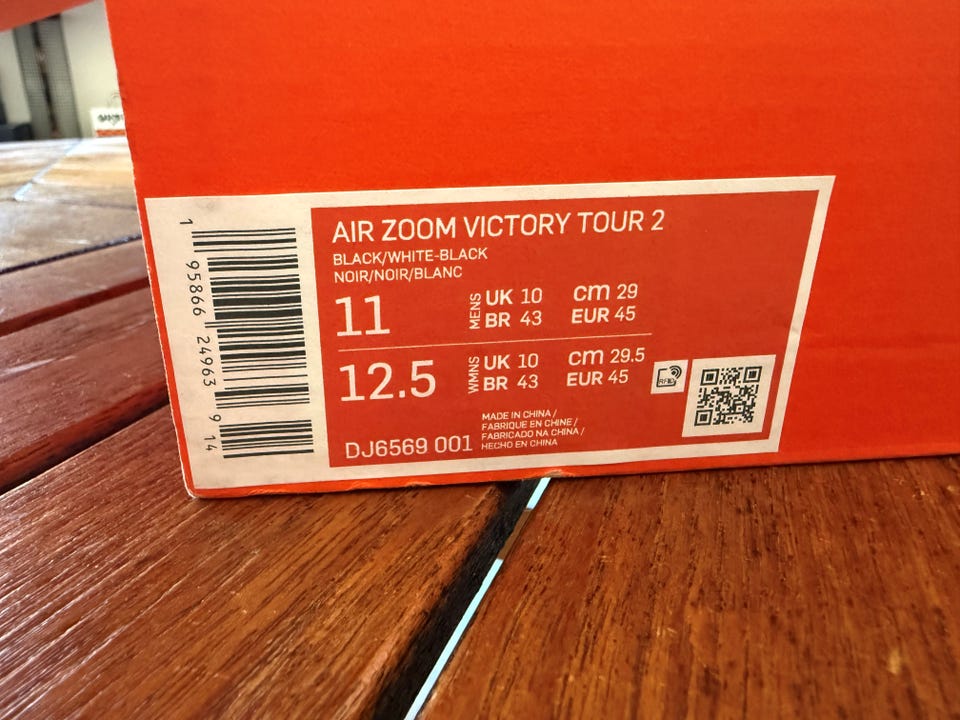 AIR ZOOM VICTORY TOUR 2
BLACK/WHITE-BLACK
NOIR/NOIR/BLANC
11 MENS UK 10 cm 29
BR 43 EUR 45
12.5 WMNS UK 10 cm 29.5
BR 43 EUR 45
RFID
DJ6569 001
MADE IN CHINA /
FABRIQUE EN CHINE /
FABRICADO NA CHINA /
HECHO EN CHINA
1 95866 24963 9 14